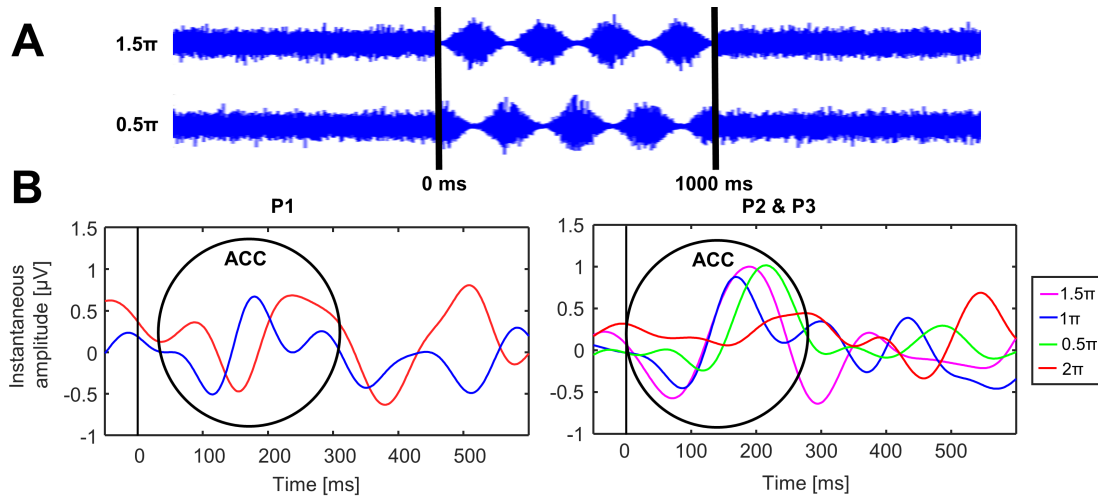 A
1.5π
0.5π
0 ms
1000 ms
B
P1
P2 & P3
Instantaneous
amplitude [μV]
1.5
1
0.5
0
-0.5
-1
ACC
0
100
200
300
400
500
Time [ms]
1.5
1
0.5
0
-0.5
-1
ACC
0
100
200
300
400
500
Time [ms]
1.5π
1π
0.5π
2π